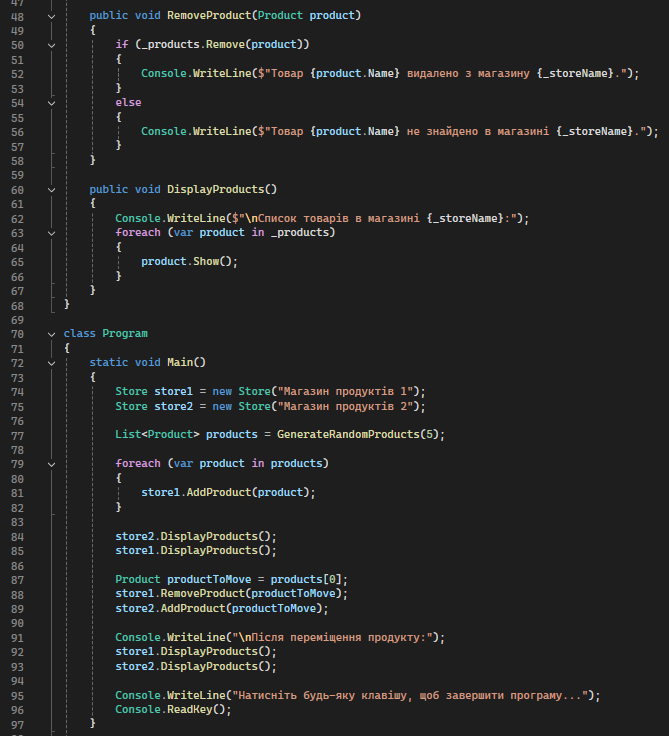 47
48 public void RemoveProduct(Product product)
49 {
50 if (_products.Remove(product))
51 {
52 Console.WriteLine($"Товар {product.Name} видалено з магазину {_storeName}.");
53 }
54 else
55 {
56 Console.WriteLine($"Товар {product.Name} не знайдено в магазині {_storeName}.");
57 }
58 }
59
60 public void DisplayProducts()
61 {
62 Console.WriteLine($"\nСписок товарів в магазині {_storeName}:");
63 foreach (var product in _products)
64 {
65 product.Show();
66 }
67 }
68 }
69
70 class Program
71 {
72 static void Main()
73 {
74 Store store1 = new Store("Магазин продуктів 1");
75 Store store2 = new Store("Магазин продуктів 2");
76
77 List<Product> products = GenerateRandomProducts(5);
78
79 foreach (var product in products)
80 {
81 store1.AddProduct(product);
82 }
83
84 store2.DisplayProducts();
85 store1.DisplayProducts();
86
87 Product productToMove = products[0];
88 store1.RemoveProduct(productToMove);
89 store2.AddProduct(productToMove);
90
91 Console.WriteLine("\nПісля переміщення продукту:");
92 store1.DisplayProducts();
93 store2.DisplayProducts();
94
95 Console.WriteLine("Натисніть будь-яку клавішу, щоб завершити програму...");
96 Console.ReadKey();
97 }